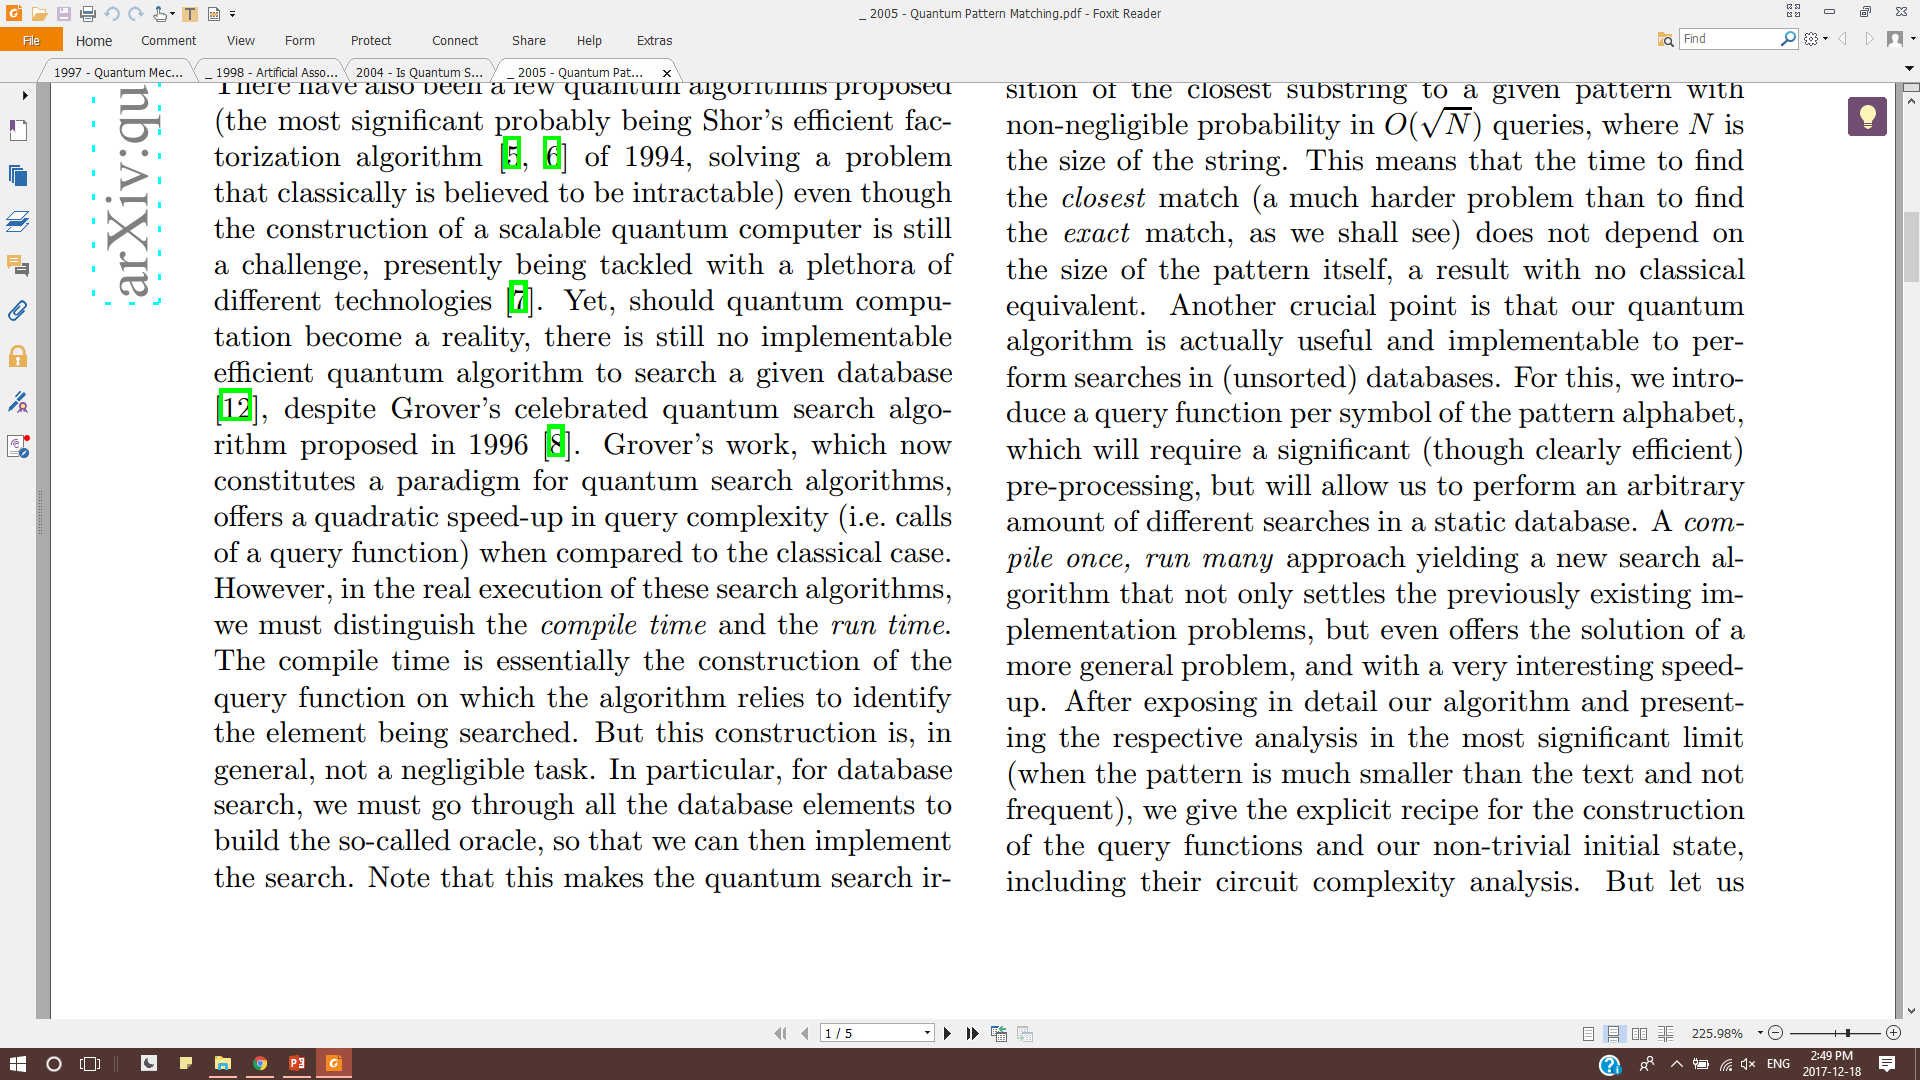 _ 2005 - Quantum Pattern Matching.pdf - Foxit Reader
File Home Comment View Form Protect Connect Share Help Extras
Find
1997 - Quantum Mec... _ 1998 - Artificial Asso... 2004 - Is Quantum S... _ 2005 - Quantum Pat...
arXiv:qu
There have also been a few quantum algorithms proposed
(the most significant probably being Shor's efficient fac-
torization algorithm [5, 6] of 1994, solving a problem
that classically is believed to be intractable) even though
the construction of a scalable quantum computer is still
a challenge, presently being tackled with a plethora of
different technologies [7]. Yet, should quantum compu-
tation become a reality, there is still no implementable
efficient quantum algorithm to search a given database
[12], despite Grover's celebrated quantum search algo-
rithm proposed in 1996 [8]. Grover's work, which now
constitutes a paradigm for quantum search algorithms,
offers a quadratic speed-up in query complexity (i.e. calls
of a query function) when compared to the classical case.
However, in the real execution of these search algorithms,
we must distinguish the compile time and the run time.
The compile time is essentially the construction of the
query function on which the algorithm relies to identify
the element being searched. But this construction is, in
general, not a negligible task. In particular, for database
search, we must go through all the database elements to
build the so-called oracle, so that we can then implement
the search. Note that this makes the quantum search ir-
sition of the closest substring to a given pattern with
non-negligible probability in O(√N) queries, where N is
the size of the string. This means that the time to find
the closest match (a much harder problem than to find
the exact match, as we shall see) does not depend on
the size of the pattern itself, a result with no classical
equivalent. Another crucial point is that our quantum
algorithm is actually useful and implementable to per-
form searches in (unsorted) databases. For this, we intro-
duce a query function per symbol of the pattern alphabet,
which will require a significant (though clearly efficient)
pre-processing, but will allow us to perform an arbitrary
amount of different searches in a static database. A com-
pile once, run many approach yielding a new search al-
gorithm that not only settles the previously existing im-
plementation problems, but even offers the solution of a
more general problem, and with a very interesting speed-
up. After exposing in detail our algorithm and present-
ing the respective analysis in the most significant limit
(when the pattern is much smaller than the text and not
frequent), we give the explicit recipe for the construction
of the query functions and our non-trivial initial state,
including their circuit complexity analysis. But let us
1 / 5
225.98%
ENG
2:49 PM
2017-12-18